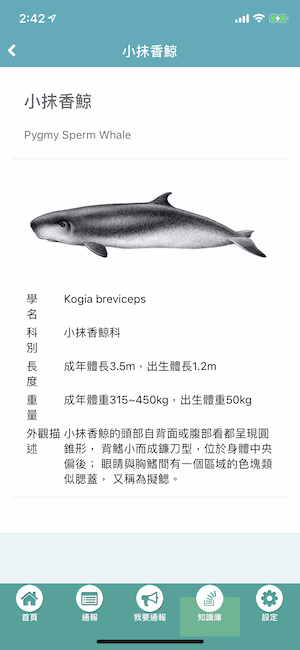 2:42
小抹香鯨
小抹香鯨
Pygmy Sperm Whale
學名 Kogia breviceps
科別 小抹香鯨科
長度 成年體長3.5m，出生體長1.2m
重量 成年體重315~450kg，出生體重50kg
外觀描述 小抹香鯨的頭部自背面或腹部看都呈現圓
錐形， 背鰭小而成鐮刀型，位於身體中央
偏後； 眼睛與胸鰭間有一個區域的色塊類
似腮蓋， 又稱為擬鰓。
首頁
通報
我要通報
知識庫
設定